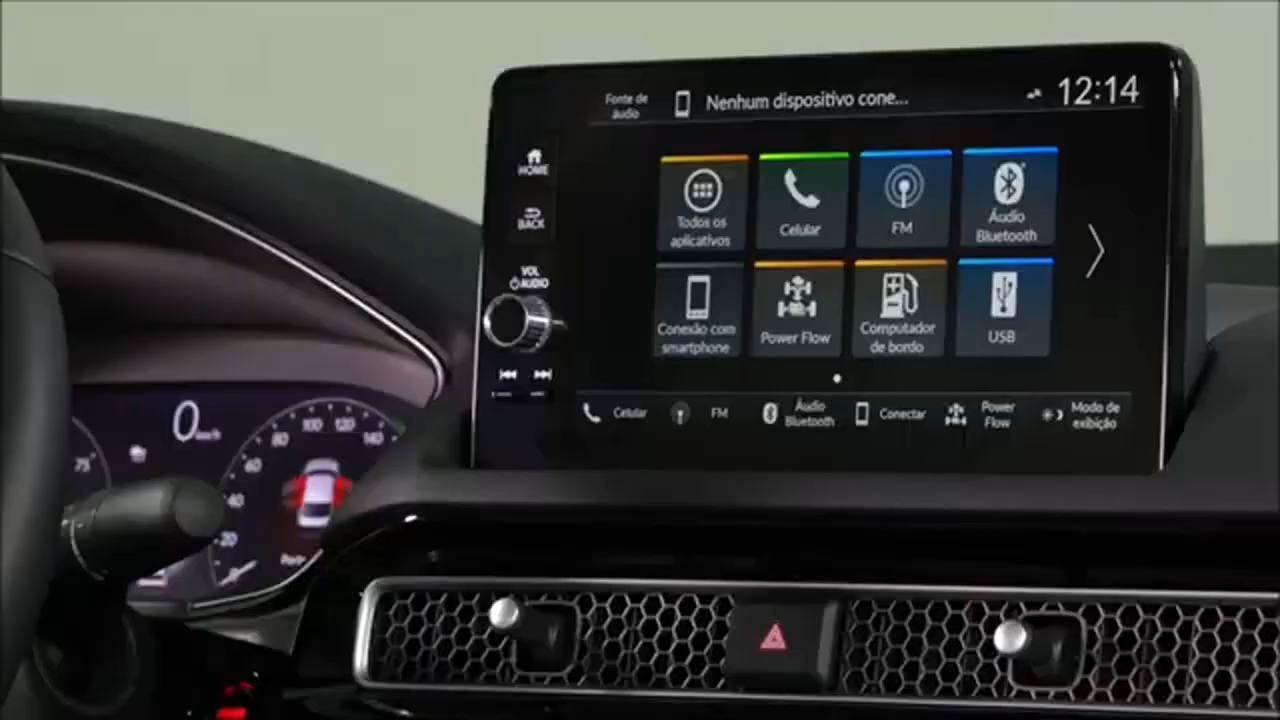 Fonte de
áudio
Nenhum dispositivo cone...
12:14
HOME
BACK
VOL
AUDIO
Todos os
aplicativos
Celular
FM
Áudio
Bluetooth
Conexão com
smartphone
Power Flow
Computador
de bordo
USB
Celular
FM
Áudio
Bluetooth
Conectar
Power
Flow
Modo de
exibição
0 km/h
75
20
40
60
80
100
120
140